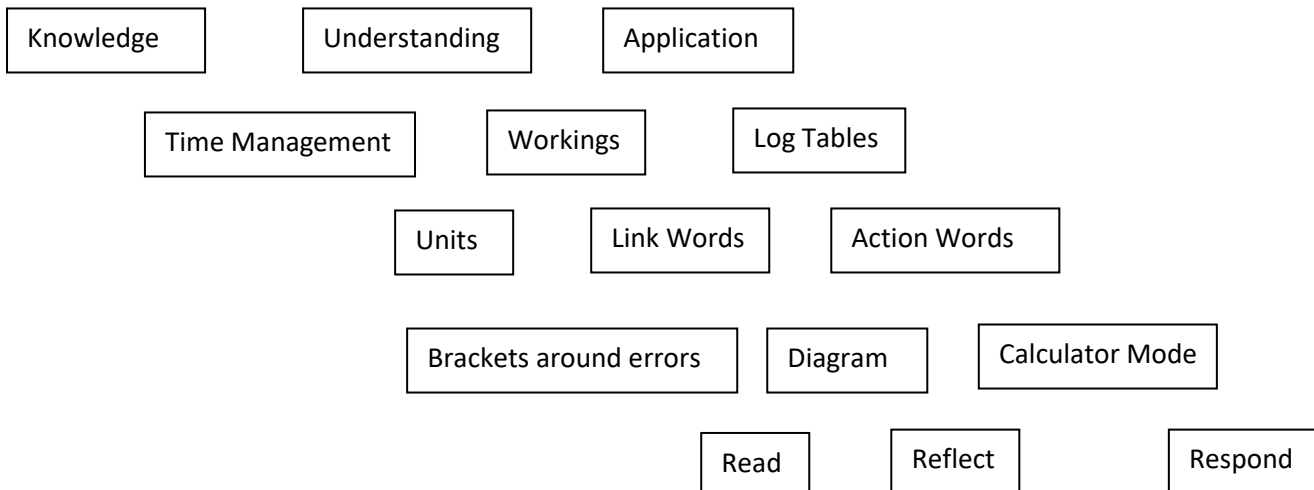 Knowledge Understanding Application
Time Management Workings Log Tables
Units Link Words Action Words
Brackets around errors Diagram Calculator Mode
Read Reflect Respond